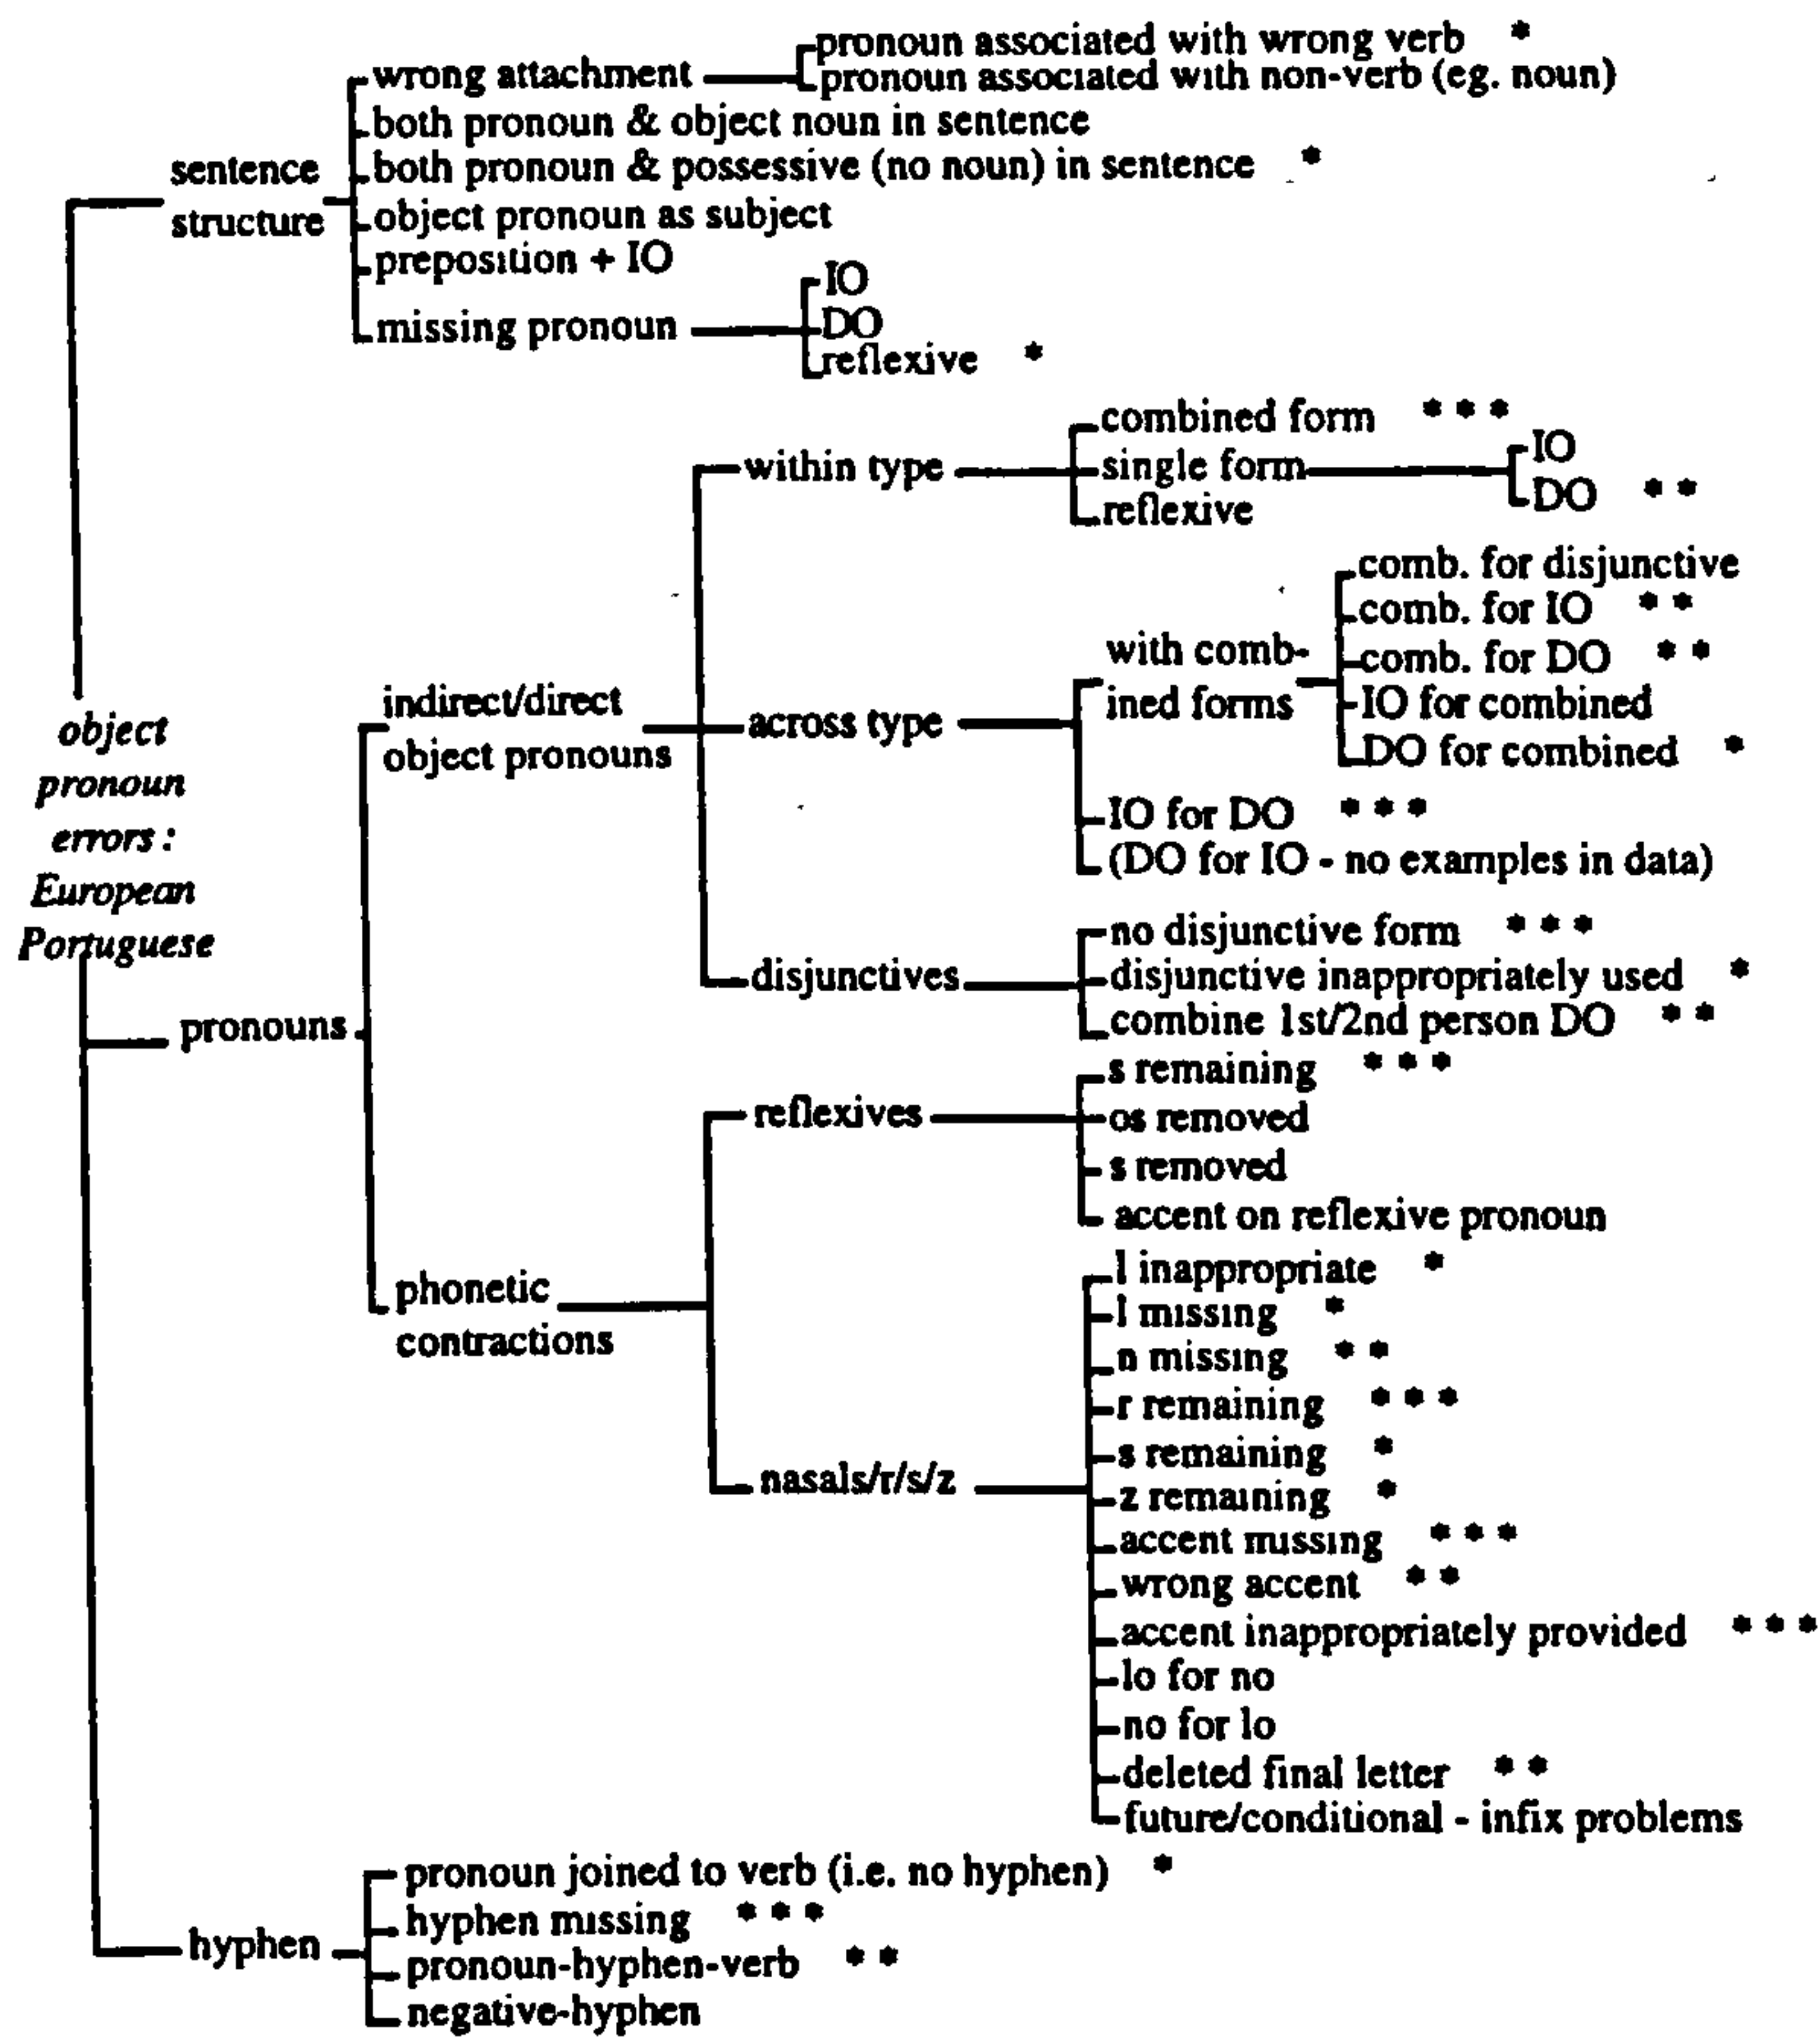 pronoun associated with wrong verb *
wrong attachment
pronoun associated with non-verb (eg. noun)
both pronoun & object noun in sentence
both pronoun & possessive (no noun) in sentence *
sentence
structure
object pronoun as subject
preposition + IO
IO
missing pronoun
DO
reflexive *
combined form * * *
within type
single form
IO
DO * *
reflexive
comb. for disjunctive
comb. for IO * *
with comb-
ined forms
comb. for DO * *
IO for combined
DO for combined *
indirect/direct
object pronouns
across type
object
pronoun
errors :
European
Portuguese
IO for DO * * *
(DO for IO - no examples in data)
no disjunctive form * * *
disjunctives
disjunctive inappropriately used *
combine 1st/2nd person DO * *
pronouns
s remaining * * *
reflexives
os removed
s removed
accent on reflexive pronoun
phonetic
contractions
l inappropriate *
l missing *
n missing * *
r remaining * * *
s remaining *
nasals/r/s/z
z remaining *
accent missing * * *
wrong accent * *
accent inappropriately provided * * *
lo for no
no for lo
deleted final letter * *
future/conditional - infix problems
pronoun joined to verb (i.e. no hyphen) *
hyphen missing * * *
hyphen
pronoun-hyphen-verb * *
negative-hyphen